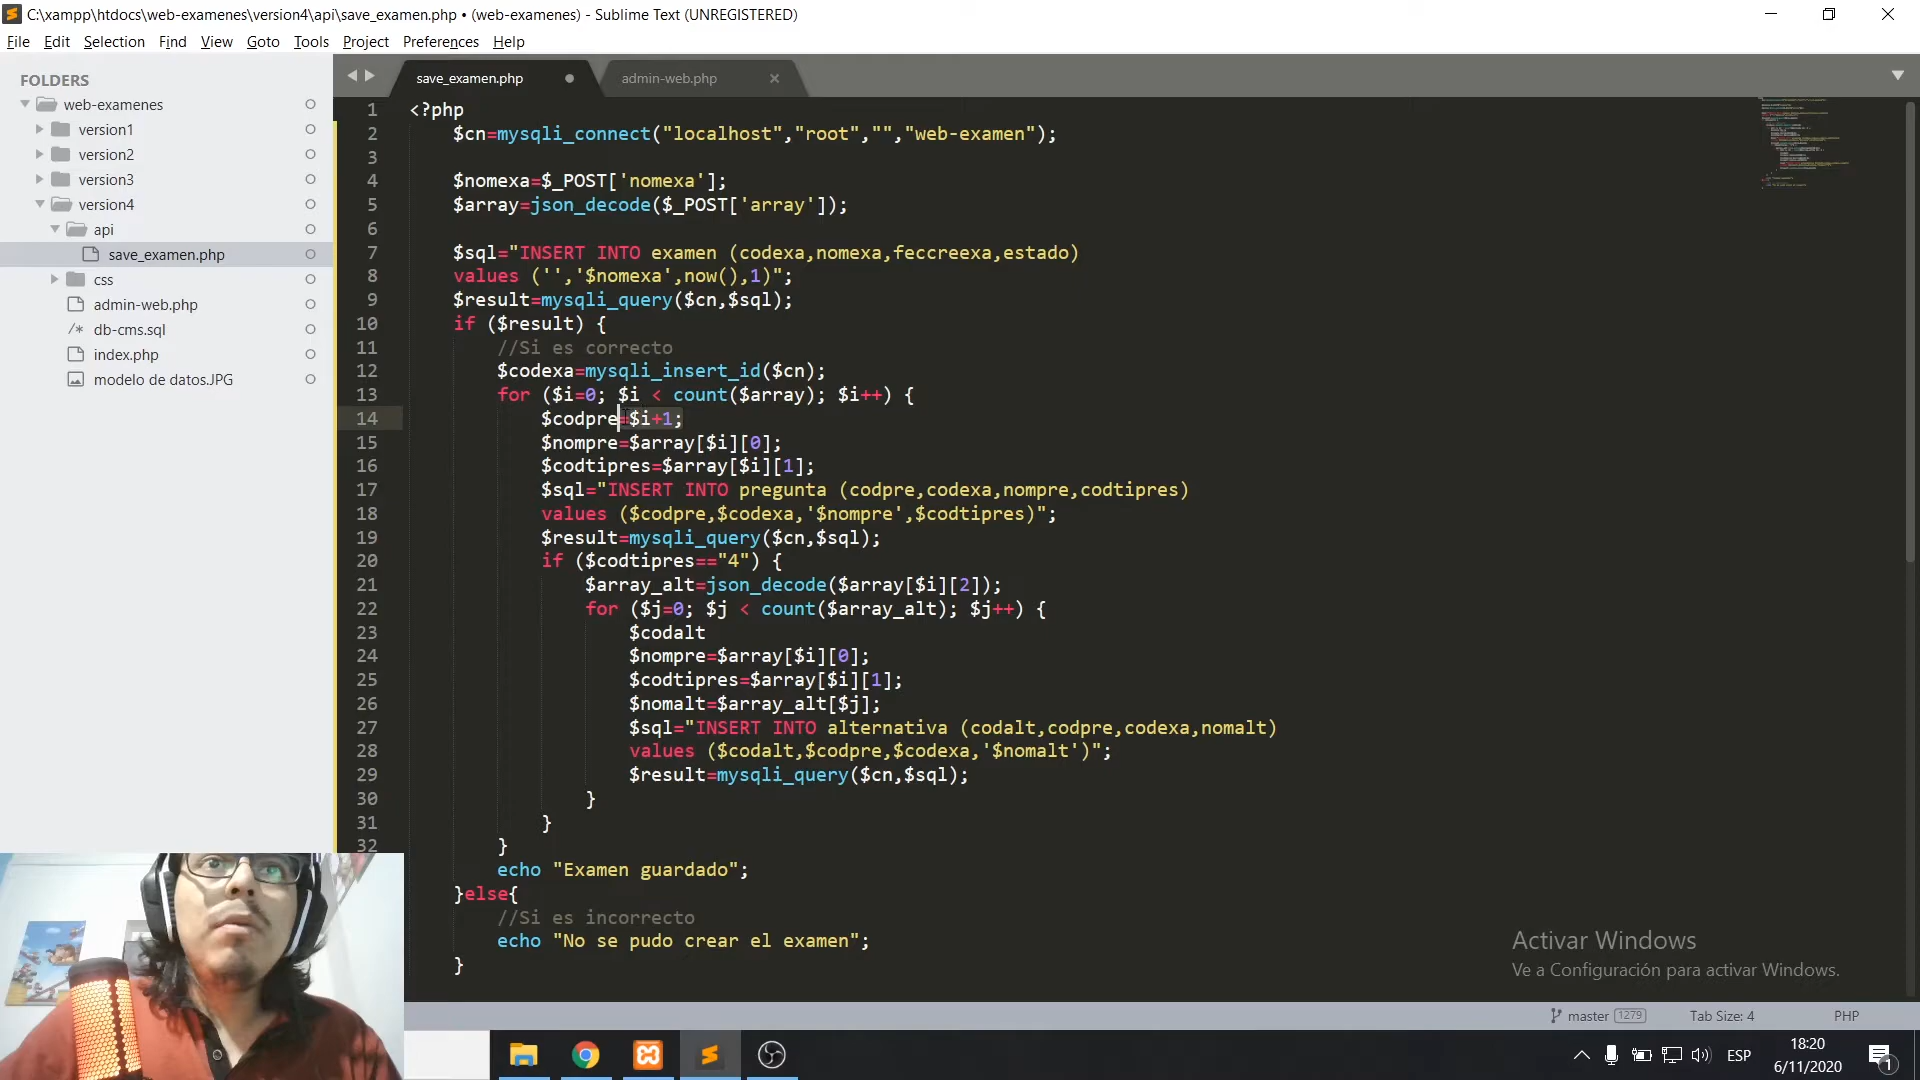 C:\xampp\htdocs\web-examenes\version4\api\save_examen.php • (web-examenes) - Sublime Text (UNREGISTERED)
File Edit Selection Find View Goto Tools Project Preferences Help
FOLDERS
web-examenes
version1
version2
version3
version4
api
save_examen.php
css
admin-web.php
/* db-cms.sql
index.php
modelo de datos.JPG
save_examen.php
admin-web.php
1 <?php
2 $cn=mysqli_connect("localhost","root","","web-examen");
3
4 $nomexa=$_POST['nomexa'];
5 $array=json_decode($_POST['array']);
6
7 $sql="INSERT INTO examen (codexa,nomexa,feccreexa,estado)
8 values ('','$nomexa',now(),1)";
9 $result=mysqli_query($cn,$sql);
10 if ($result) {
11 //Si es correcto
12 $codexa=mysqli_insert_id($cn);
13 for ($i=0; $i < count($array); $i++) {
14 $codpre=$i+1;
15 $nompre=$array[$i][0];
16 $codtipres=$array[$i][1];
17 $sql="INSERT INTO pregunta (codpre,codexa,nompre,codtipres)
18 values ($codpre,$codexa,'$nompre',$codtipres)";
19 $result=mysqli_query($cn,$sql);
20 if ($codtipres=="4") {
21 $array_alt=json_decode($array[$i][2]);
22 for ($j=0; $j < count($array_alt); $j++) {
23 $codalt
24 $nompre=$array[$i][0];
25 $codtipres=$array[$i][1];
26 $nomalt=$array_alt[$j];
27 $sql="INSERT INTO alternativa (codalt,codpre,codexa,nomalt)
28 values ($codalt,$codpre,$codexa,'$nomalt')";
29 $result=mysqli_query($cn,$sql);
30 }
31 }
32 }
echo "Examen guardado";
}else{
//Si es incorrecto
echo "No se pudo crear el examen";
}
Activar Windows
Ve a Configuración para activar Windows.
master 1279 Tab Size: 4 PHP
ESP
18:20
6/11/2020
1